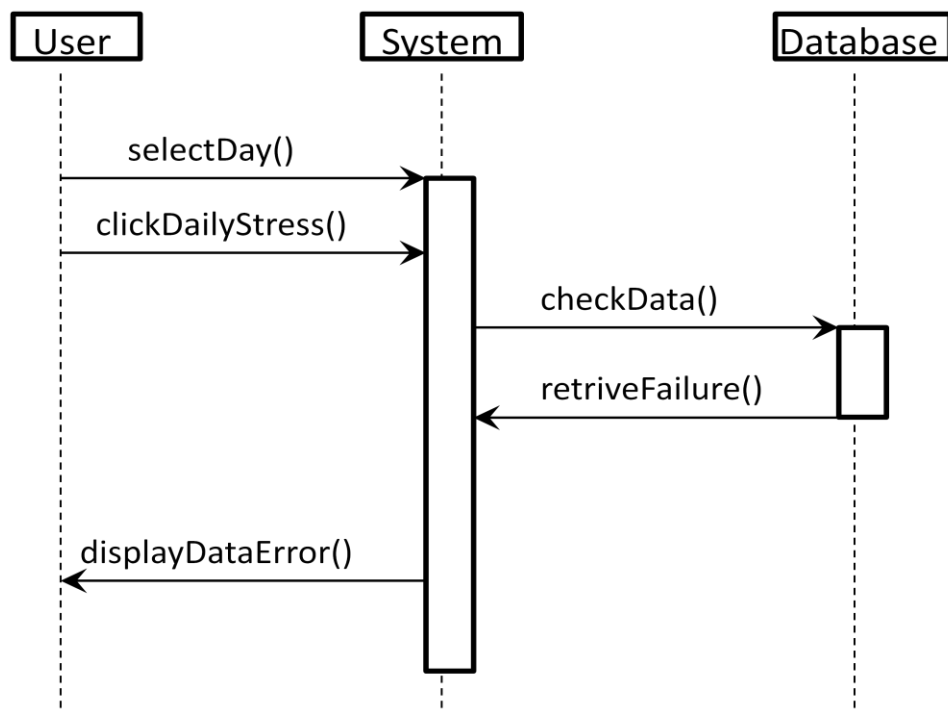 User
System
Database
selectDay()
clickDailyStress()
checkData()
retriveFailure()
displayDataError()